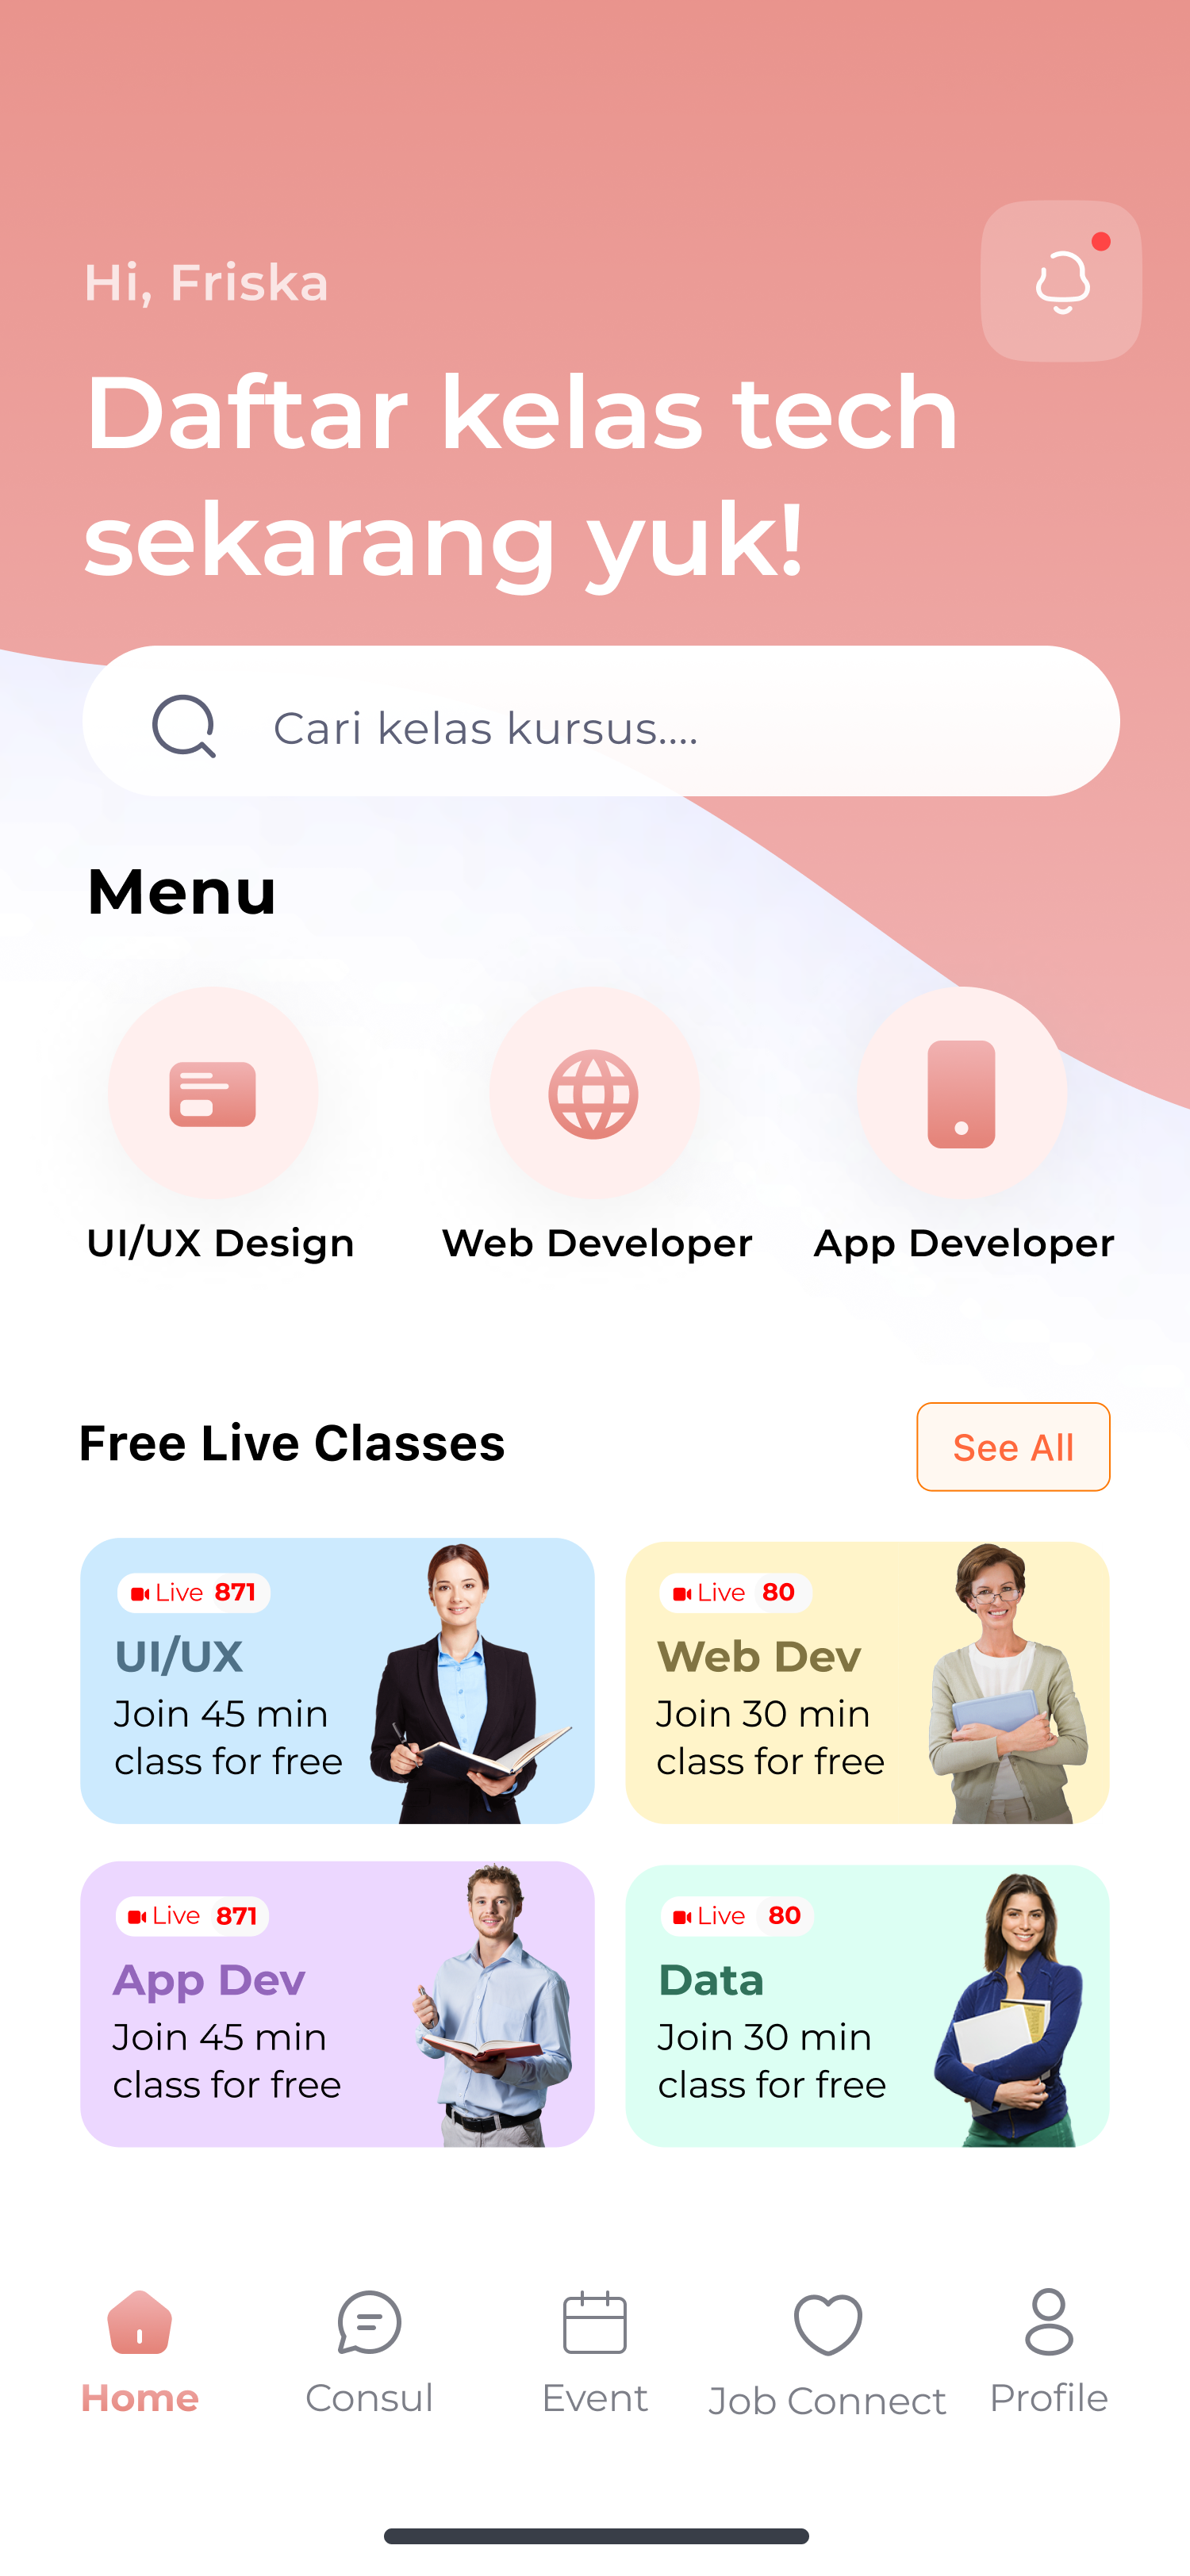 Hi, Friska
Daftar kelas tech
sekarang yuk!
Cari kelas kursus....
Menu
UI/UX Design
Web Developer
App Developer
Free Live Classes
See All
Live 871
UI/UX
Join 45 min
class for free
Live 80
Web Dev
Join 30 min
class for free
Live 871
App Dev
Join 45 min
class for free
Live 80
Data
Join 30 min
class for free
Home
Consul
Event
Job Connect
Profile